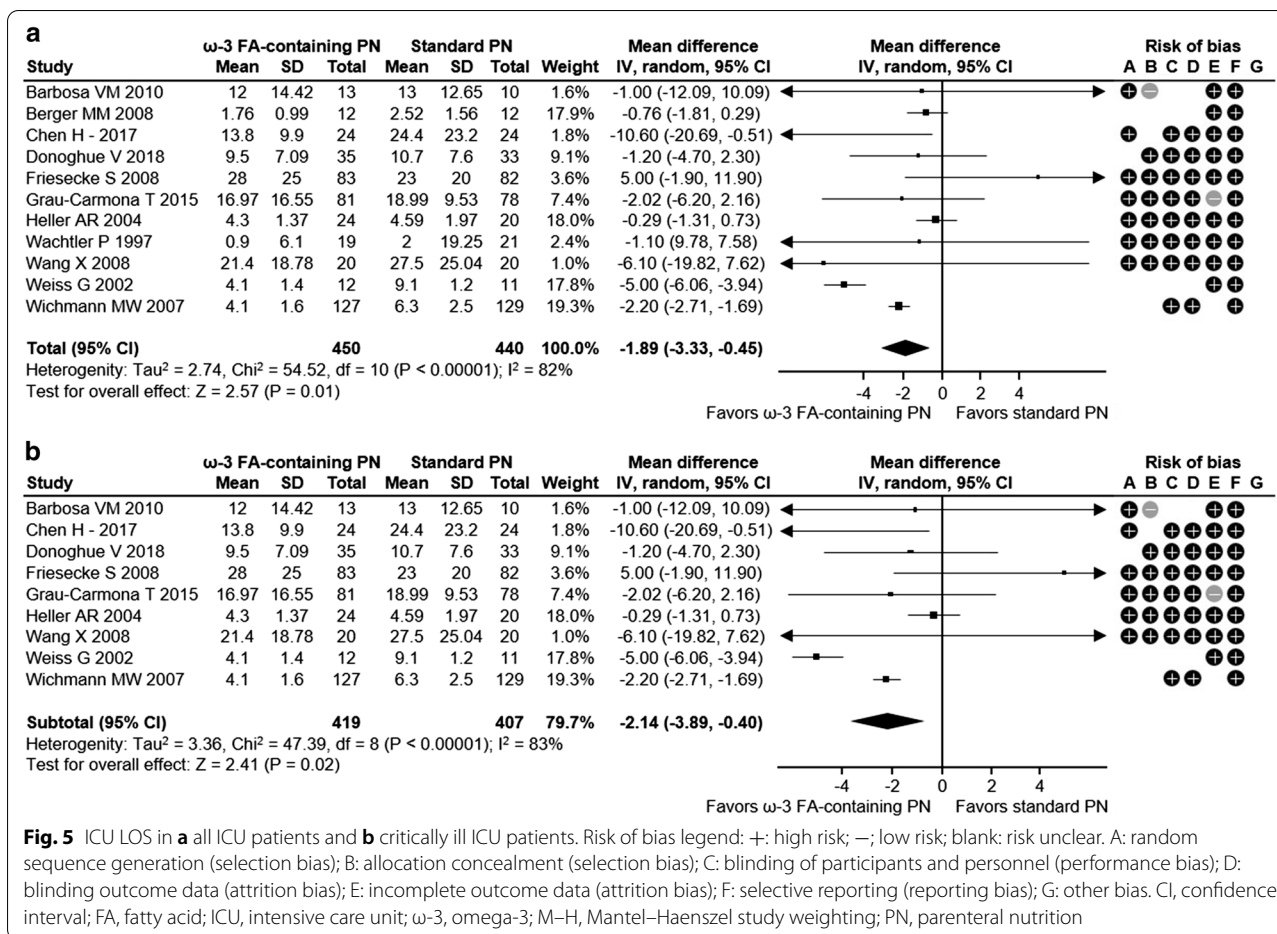 a
ω-3 FA-containing PN Standard PN Mean difference Mean difference Risk of bias
Study Mean SD Total Mean SD Total Weight IV, random, 95% CI IV, random, 95% CI A B C D E F G
Barbosa VM 2010 12 14.42 13 13 12.65 10 1.6% -1.00 (-12.09, 10.09) + − + +
Berger MM 2008 1.76 0.99 12 2.52 1.56 12 17.9% -0.76 (-1.81, 0.29) + +
Chen H - 2017 13.8 9.9 24 24.4 23.2 24 1.8% -10.60 (-20.69, -0.51) + + + + +
Donoghue V 2018 9.5 7.09 35 10.7 7.6 33 9.1% -1.20 (-4.70, 2.30) + + + + +
Friesecke S 2008 28 25 83 23 20 82 3.6% 5.00 (-1.90, 11.90) + + + + + +
Grau-Carmona T 2015 16.97 16.55 81 18.99 9.53 78 7.4% -2.02 (-6.20, 2.16) + + + + − +
Heller AR 2004 4.3 1.37 24 4.59 1.97 20 18.0% -0.29 (-1.31, 0.73) + + + + + +
Wachtler P 1997 0.9 6.1 19 2 19.25 21 2.4% -1.10 (9.78, 7.58) + + + + + +
Wang X 2008 21.4 18.78 20 27.5 25.04 20 1.0% -6.10 (-19.82, 7.62) + + + + + +
Weiss G 2002 4.1 1.4 12 9.1 1.2 11 17.8% -5.00 (-6.06, -3.94) + +
Wichmann MW 2007 4.1 1.6 127 6.3 2.5 129 19.3% -2.20 (-2.71, -1.69) + + +
Total (95% CI) 450 440 100.0% -1.89 (-3.33, -0.45)
Heterogenity: Tau² = 2.74, Chi² = 54.52, df = 10 (P < 0.00001); I² = 82%
Test for overall effect: Z = 2.57 (P = 0.01)
-4 -2 0 2 4
Favors ω-3 FA-containing PN Favors standard PN
b
ω-3 FA-containing PN Standard PN Mean difference Mean difference Risk of bias
Study Mean SD Total Mean SD Total Weight IV, random, 95% CI IV, random, 95% CI A B C D E F G
Barbosa VM 2010 12 14.42 13 13 12.65 10 1.6% -1.00 (-12.09, 10.09) + − + +
Chen H - 2017 13.8 9.9 24 24.4 23.2 24 1.8% -10.60 (-20.69, -0.51) + + + + +
Donoghue V 2018 9.5 7.09 35 10.7 7.6 33 9.1% -1.20 (-4.70, 2.30) + + + + +
Friesecke S 2008 28 25 83 23 20 82 3.6% 5.00 (-1.90, 11.90) + + + + + +
Grau-Carmona T 2015 16.97 16.55 81 18.99 9.53 78 7.4% -2.02 (-6.20, 2.16) + + + + − +
Heller AR 2004 4.3 1.37 24 4.59 1.97 20 18.0% -0.29 (-1.31, 0.73) + + + + + +
Wang X 2008 21.4 18.78 20 27.5 25.04 20 1.0% -6.10 (-19.82, 7.62) + + + + + +
Weiss G 2002 4.1 1.4 12 9.1 1.2 11 17.8% -5.00 (-6.06, -3.94) + +
Wichmann MW 2007 4.1 1.6 127 6.3 2.5 129 19.3% -2.20 (-2.71, -1.69) + + +
Subtotal (95% CI) 419 407 79.7% -2.14 (-3.89, -0.40)
Heterogenity: Tau² = 3.36, Chi² = 47.39, df = 8 (P < 0.00001); I² = 83%
Test for overall effect: Z = 2.41 (P = 0.02)
-4 -2 0 2 4
Favors ω-3 FA-containing PN Favors standard PN
Fig. 5 ICU LOS in a all ICU patients and b critically ill ICU patients. Risk of bias legend: +: high risk; −; low risk; blank: risk unclear. A: random
sequence generation (selection bias); B: allocation concealment (selection bias); C: blinding of participants and personnel (performance bias); D:
blinding outcome data (attrition bias); E: incomplete outcome data (attrition bias); F: selective reporting (reporting bias); G: other bias. CI, confidence
interval; FA, fatty acid; ICU, intensive care unit; ω-3, omega-3; M–H, Mantel–Haenszel study weighting; PN, parenteral nutrition